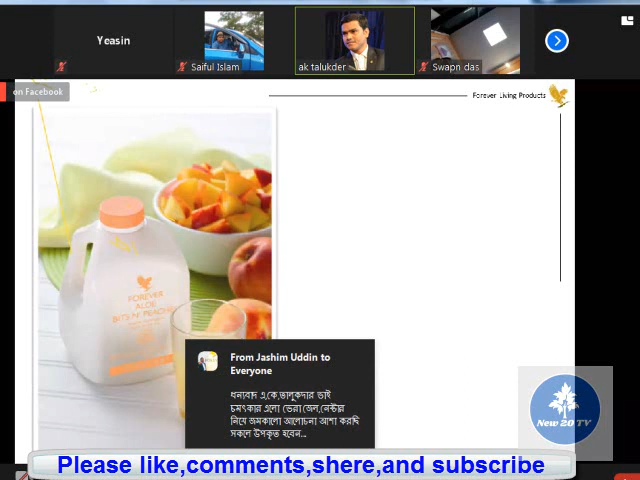 Yeasin
Saiful Islam
ak talukder
Swapn das
on Facebook
Forever Living Products
FOREVER
ALOE
BITS N' PEACHES
From Jashim Uddin to
Everyone
ধন্যবাদ এ,কে,তালুকদার ভাই
চমৎকার এলো ভেরা জেল,নেক্টার
নিয়ে জমকালো আলোচনা আশা করছি
সকলে উপকৃত হবেন...
New 20 TV
Please like,comments,shere,and subscribe